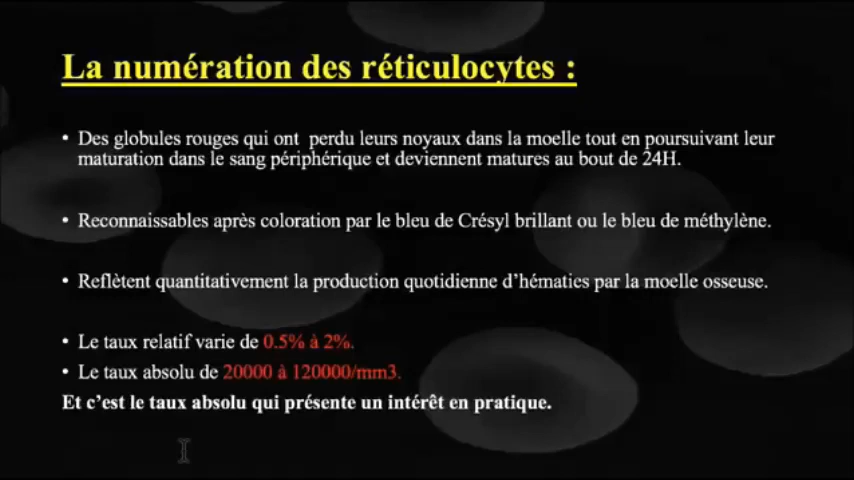 La numération des réticulocytes :
• Des globules rouges qui ont perdu leurs noyaux dans la moelle tout en poursuivant leur
maturation dans le sang périphérique et deviennent matures au bout de 24H.
• Reconnaissables après coloration par le bleu de Crésyl brillant ou le bleu de méthylène.
• Reflètent quantitativement la production quotidienne d’hématies par la moelle osseuse.
• Le taux relatif varie de 0.5% à 2%.
• Le taux absolu de 20000 à 120000/mm3.
Et c’est le taux absolu qui présente un intérêt en pratique.